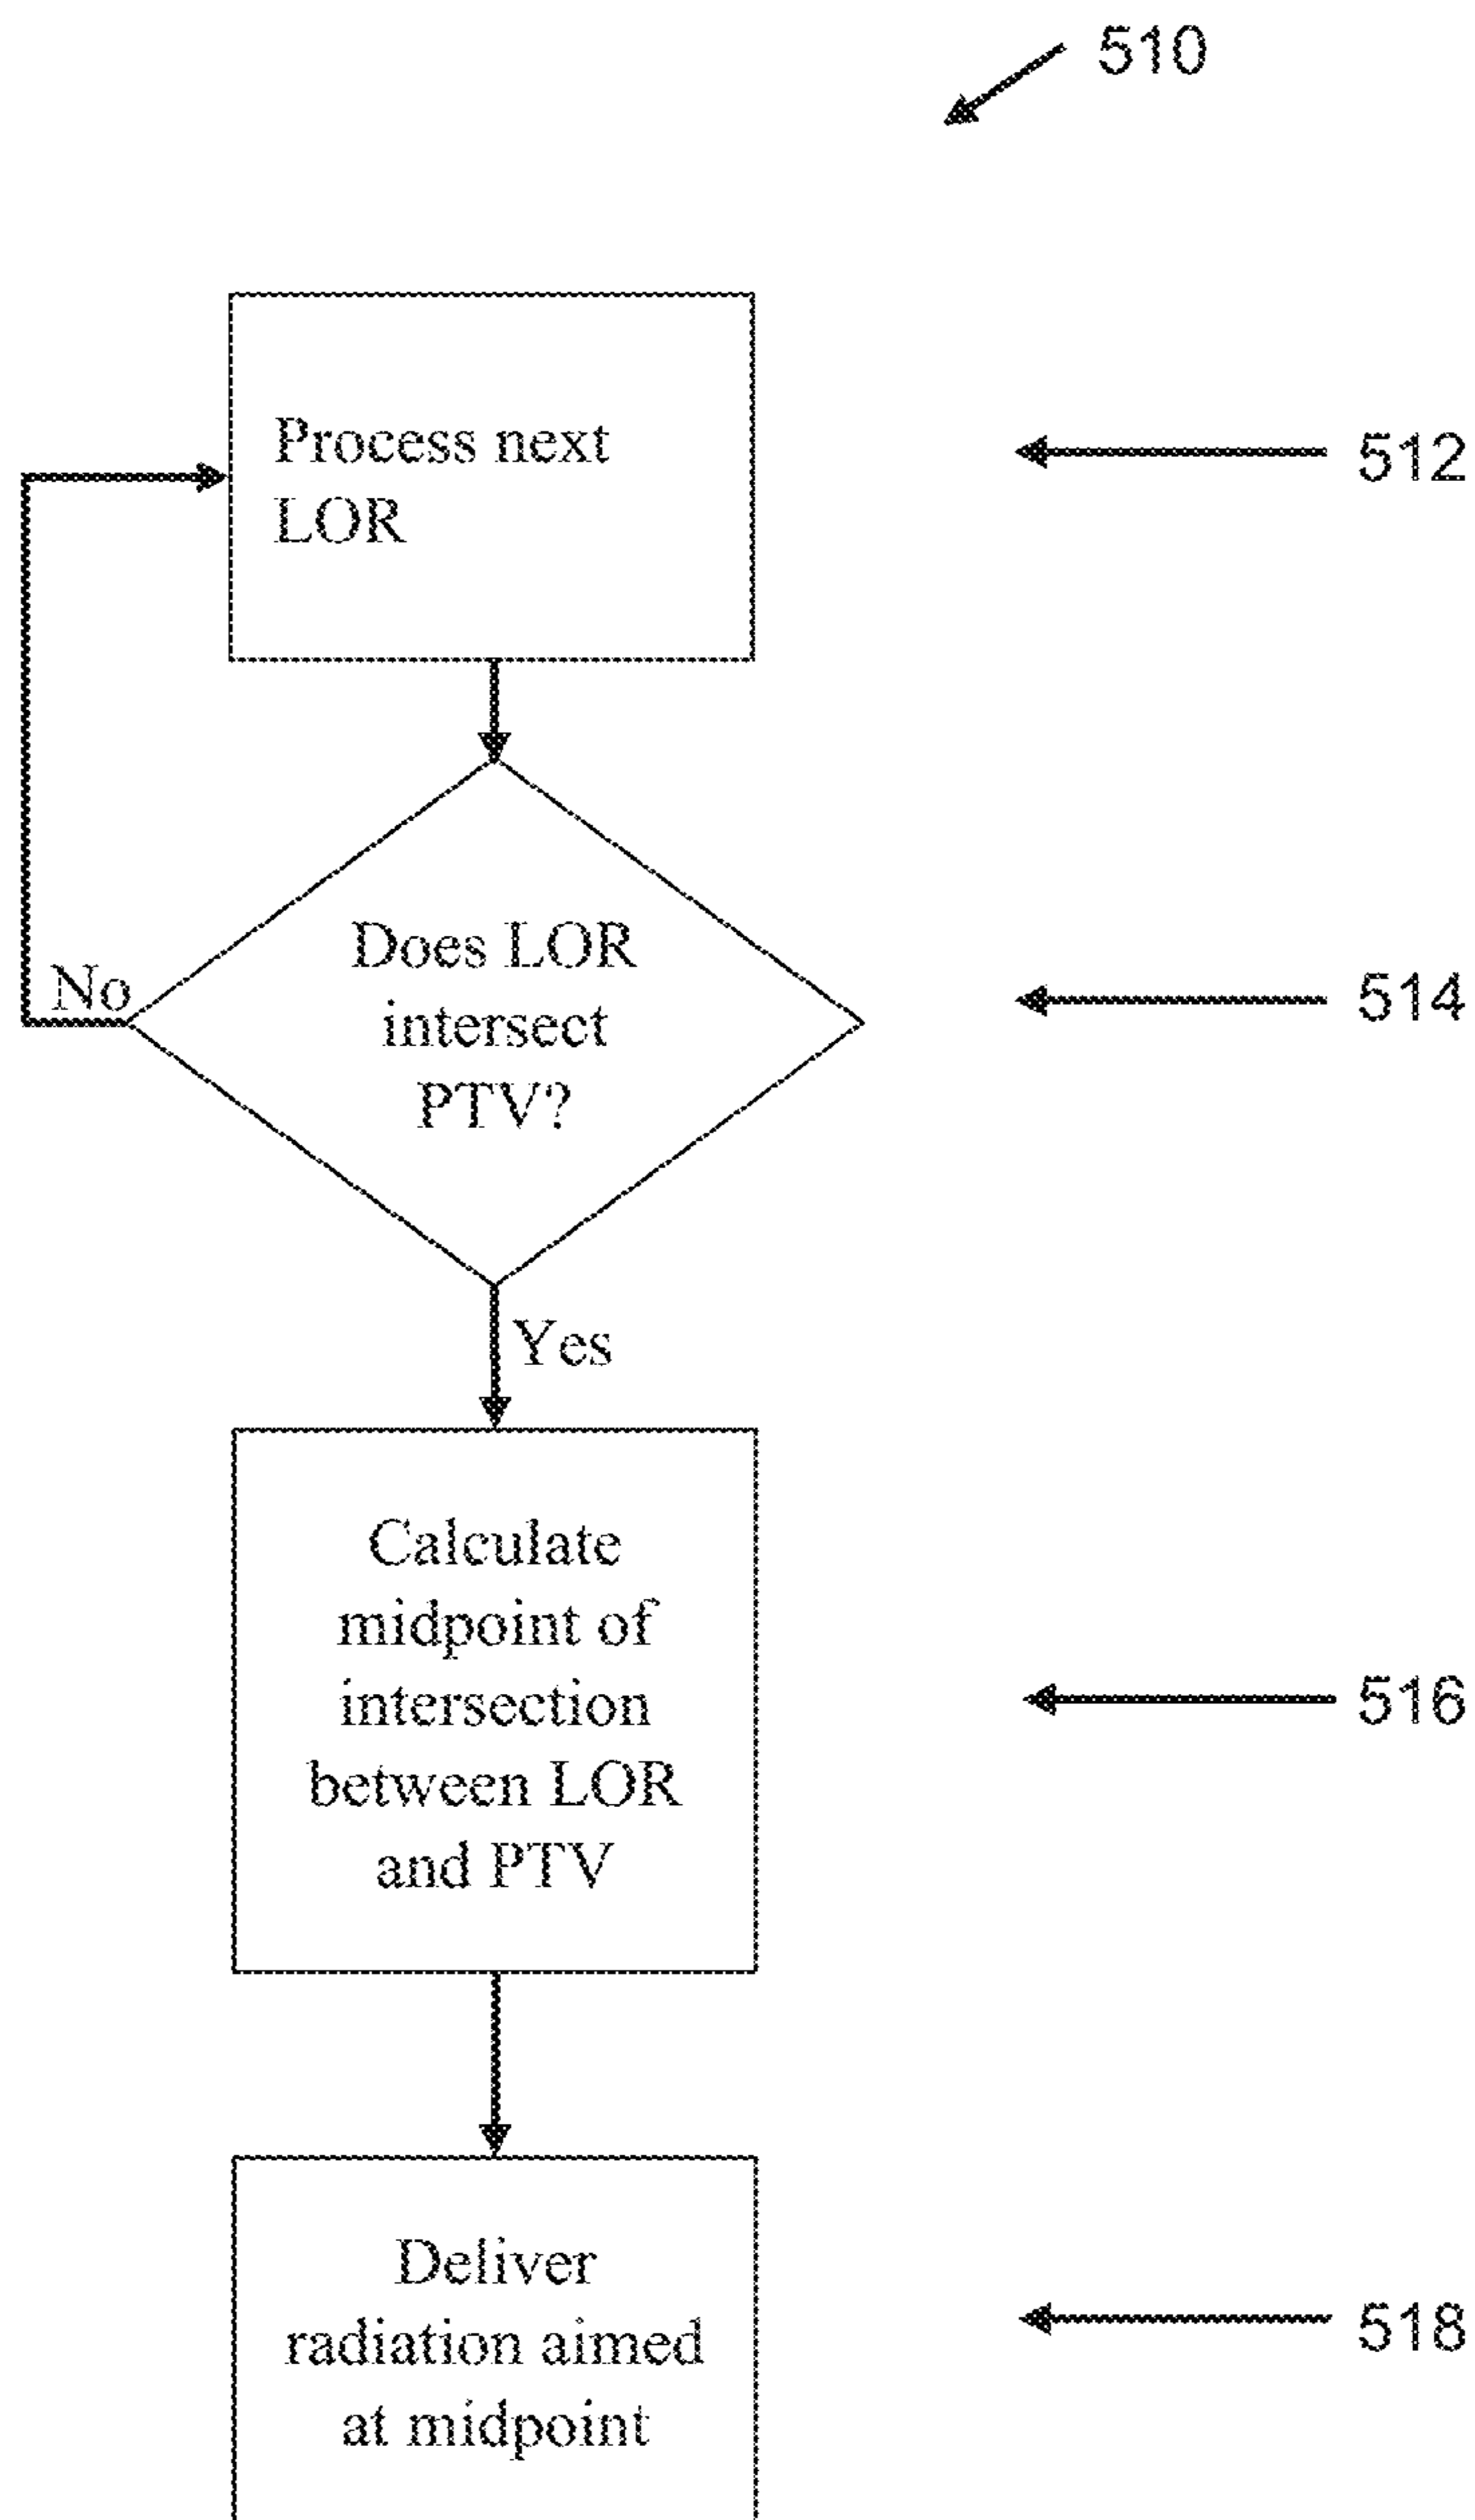 510
Process next
LOR
512
Does LOR
intersect
PTV?
514
No
Yes
Calculate
midpoint of
intersection
between LOR
and PTV
516
Deliver
radiation aimed
at midpoint
518